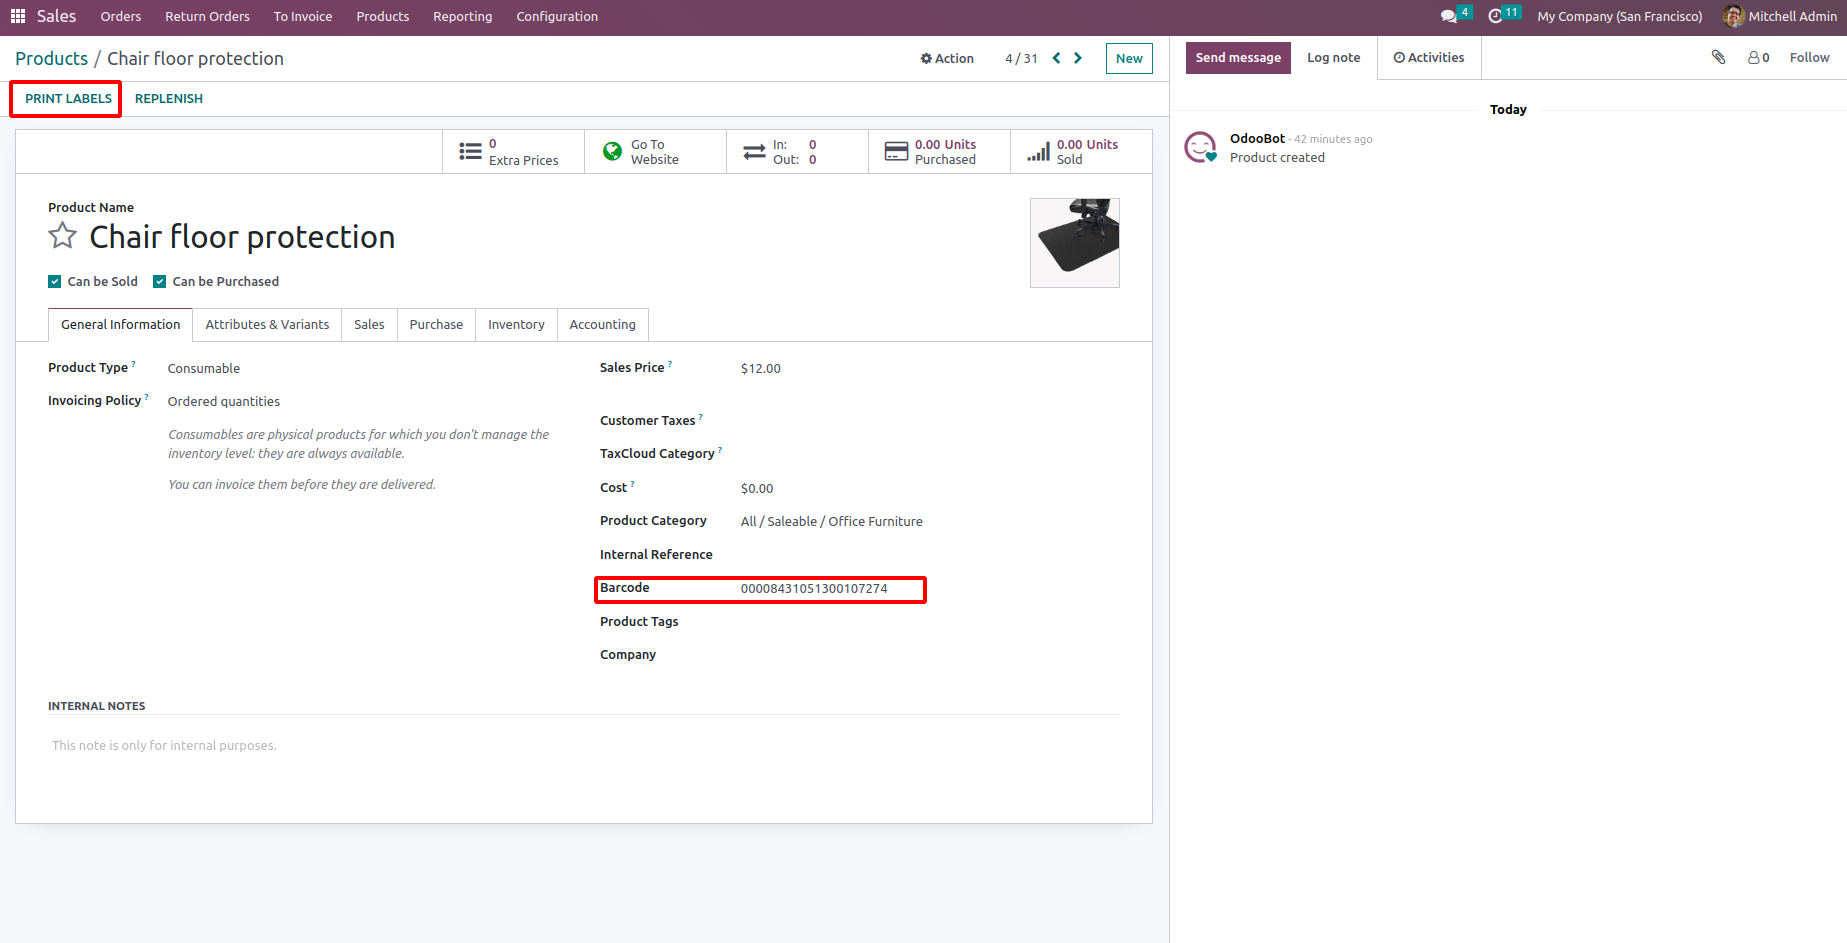 Sales Orders Return Orders To Invoice Products Reporting Configuration 4 11 My Company (San Francisco) Mitchell Admin
Products / Chair floor protection Action 4 / 31 New
Send message Log note Activities 0 Follow
PRINT LABELS REPLENISH
Today
OdooBot - 42 minutes ago
Product created
0
Extra Prices
Go To
Website
In: 0
Out: 0
0.00 Units
Purchased
0.00 Units
Sold
Product Name
Chair floor protection
Can be Sold Can be Purchased
General Information Attributes & Variants Sales Purchase Inventory Accounting
Product Type ? Consumable
Invoicing Policy ? Ordered quantities
Consumables are physical products for which you don't manage the
inventory level: they are always available.
You can invoice them before they are delivered.
Sales Price ? $12.00
Customer Taxes ?
TaxCloud Category ?
Cost ? $0.00
Product Category All / Saleable / Office Furniture
Internal Reference
Barcode 00008431051300107274
Product Tags
Company
INTERNAL NOTES
This note is only for internal purposes.